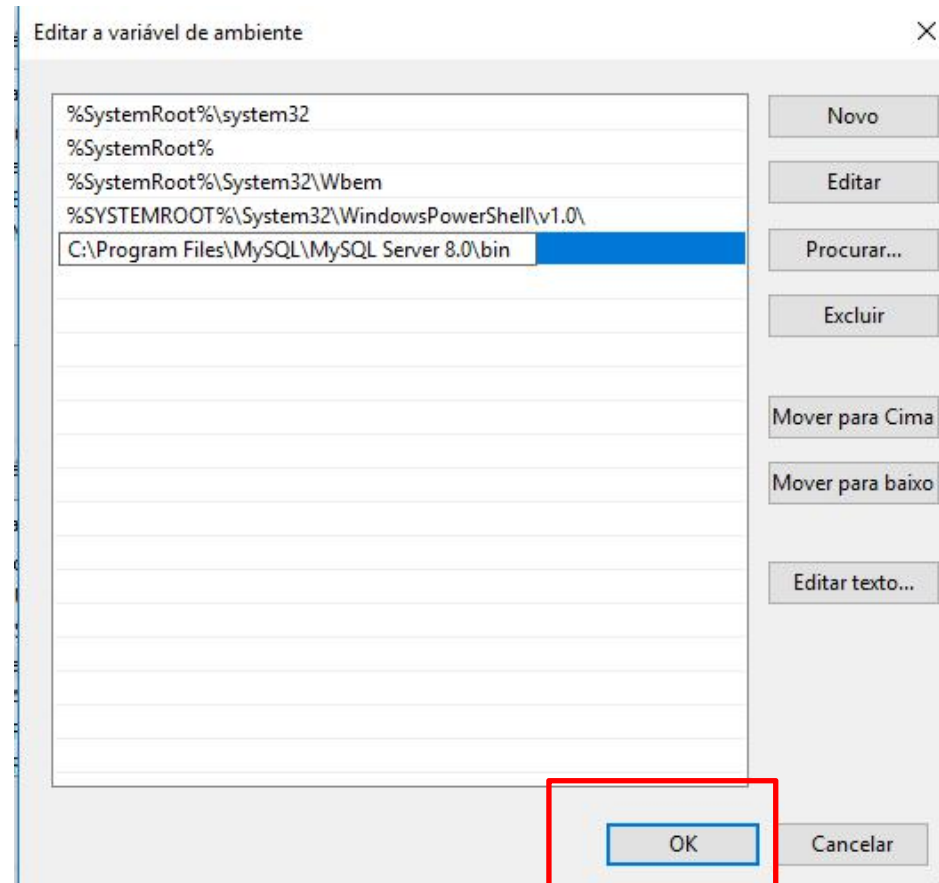 Editar a variável de ambiente
%SystemRoot%\system32
%SystemRoot%
%SystemRoot%\System32\Wbem
%SYSTEMROOT%\System32\WindowsPowerShell\v1.0\
C:\Program Files\MySQL\MySQL Server 8.0\bin
Novo
Editar
Procurar...
Excluir
Mover para Cima
Mover para baixo
Editar texto...
OK
Cancelar